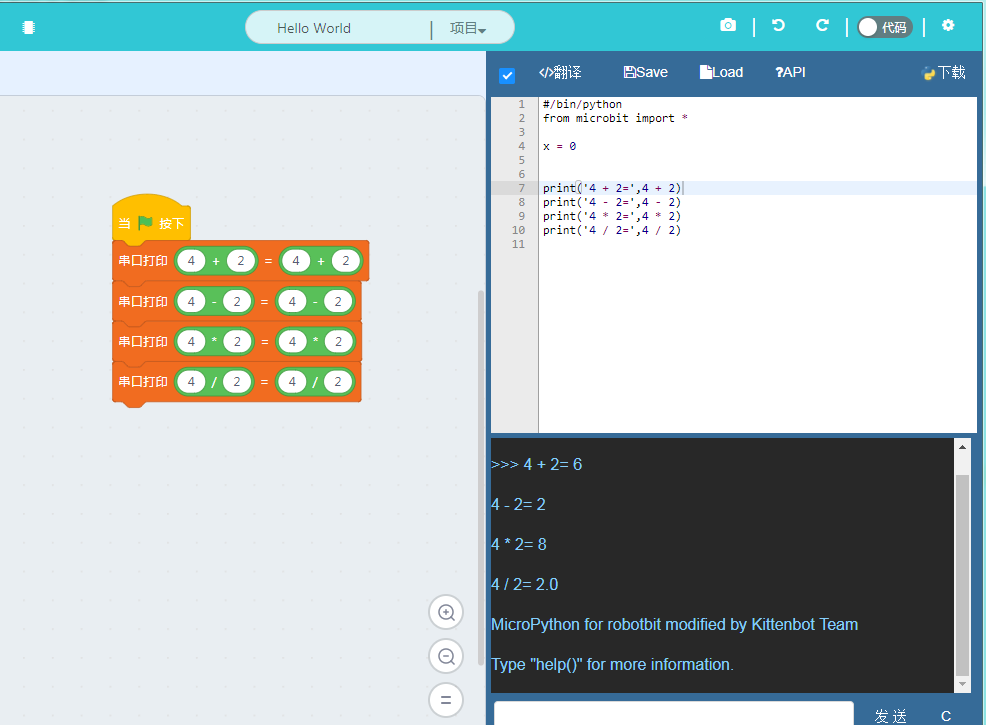 Hello World | 项目
代码
</>翻译 Save Load ?API 下载
当 按下
串口打印 4 + 2 = 4 + 2
串口打印 4 - 2 = 4 - 2
串口打印 4 * 2 = 4 * 2
串口打印 4 / 2 = 4 / 2
1 #/bin/python
2 from microbit import *
3
4 x = 0
5
6
7 print('4 + 2=',4 + 2)
8 print('4 - 2=',4 - 2)
9 print('4 * 2=',4 * 2)
10 print('4 / 2=',4 / 2)
11
>>> 4 + 2= 6
4 - 2= 2
4 * 2= 8
4 / 2= 2.0
MicroPython for robotbit modified by Kittenbot Team
Type "help()" for more information.
发 送 C